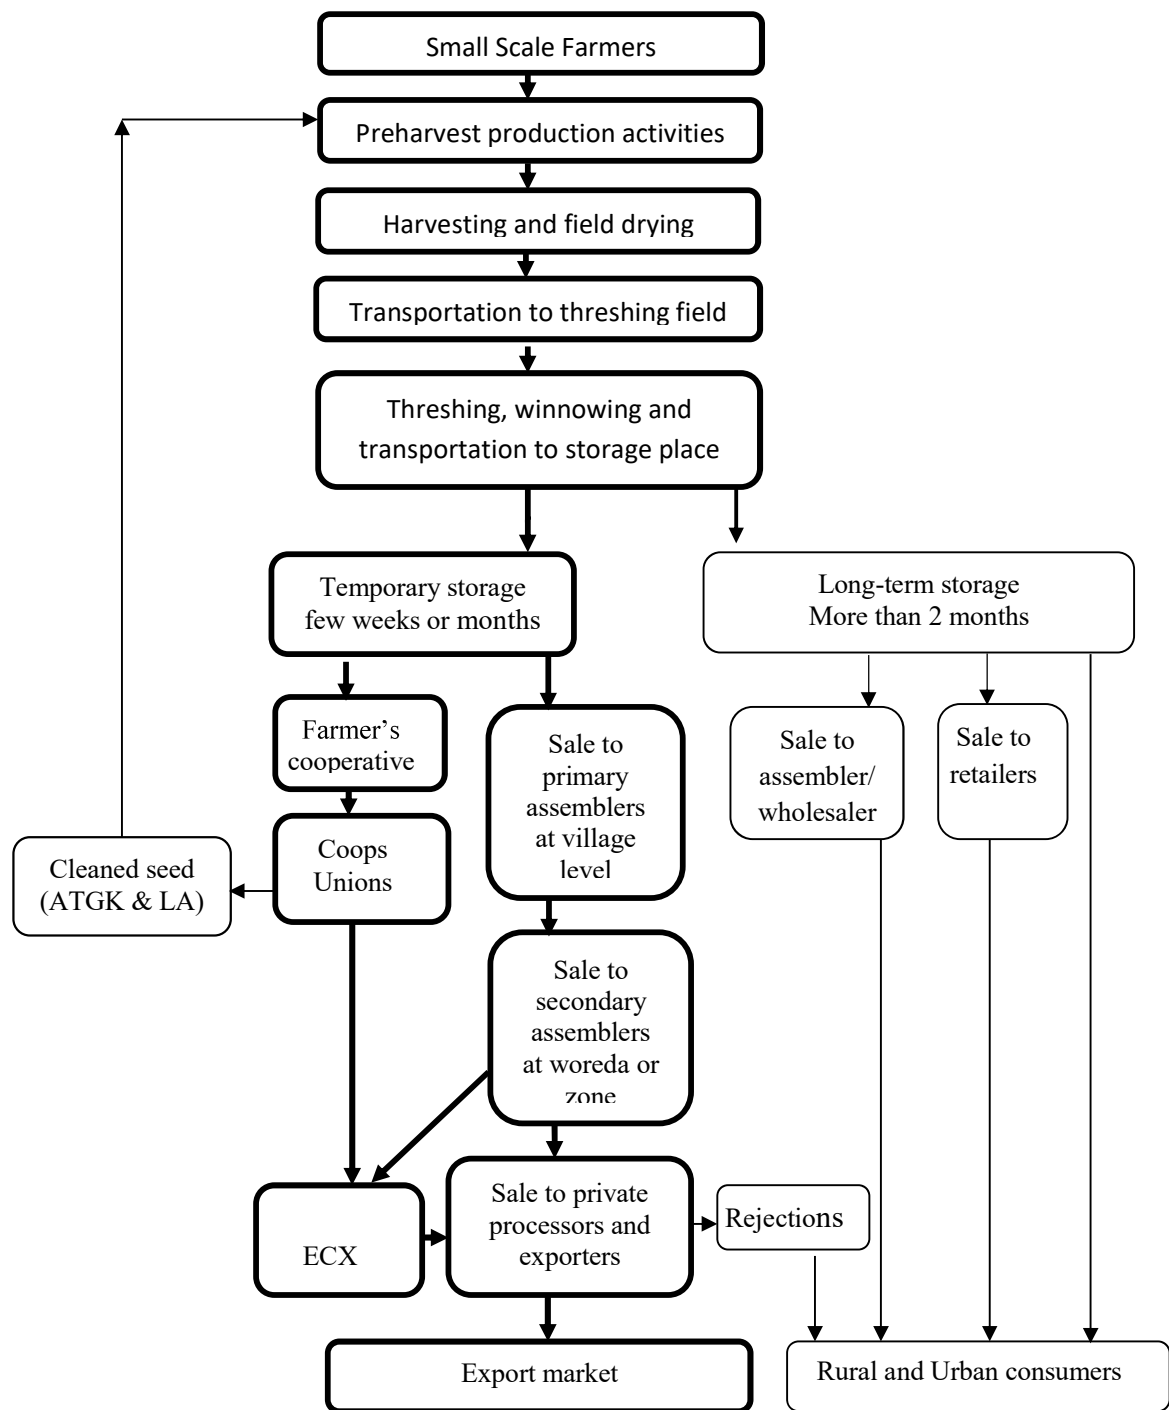 Small Scale Farmers
Preharvest production activities
Harvesting and field drying
Transportation to threshing field
Threshing, winnowing and
transportation to storage place
Temporary storage
few weeks or months
Long-term storage
More than 2 months
Farmer’s
cooperative
Sale to
primary
assemblers
at village
level
Sale to
assembler/
wholesaler
Sale to
retailers
Cleaned seed
(ATGK & LA)
Coops
Unions
Sale to
secondary
assemblers
at woreda or
zone
ECX
Sale to private
processors and
exporters
Rejections
Export market
Rural and Urban consumers